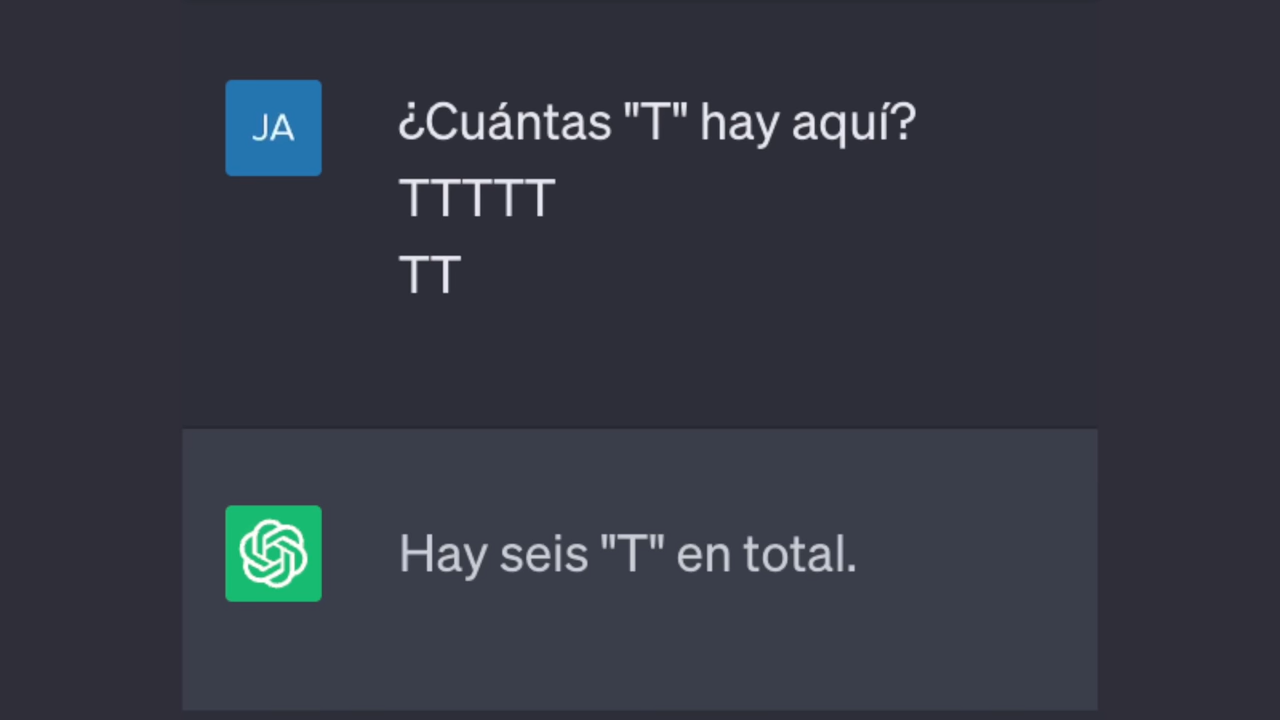 JA
¿Cuántas "T" hay aquí?
TTTTT
TT
Hay seis "T" en total.